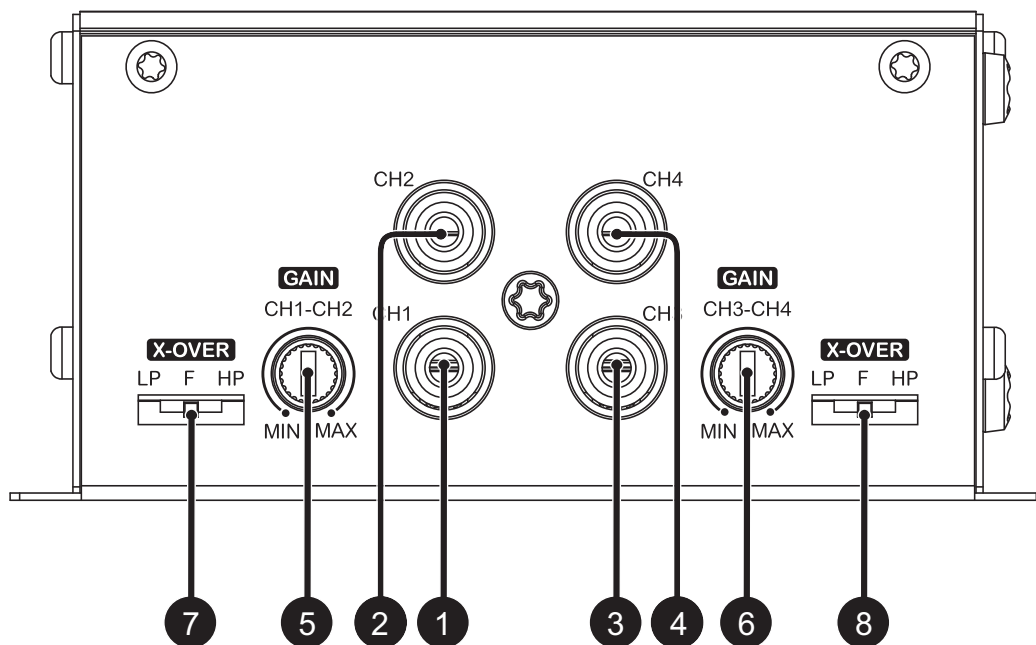 CH2
CH4
GAIN
GAIN
CH1-CH2
CH1
CH3
CH3-CH4
X-OVER
X-OVER
LP F HP
LP F HP
MIN MAX
MIN MAX
7 5 2 1 3 4 6 8